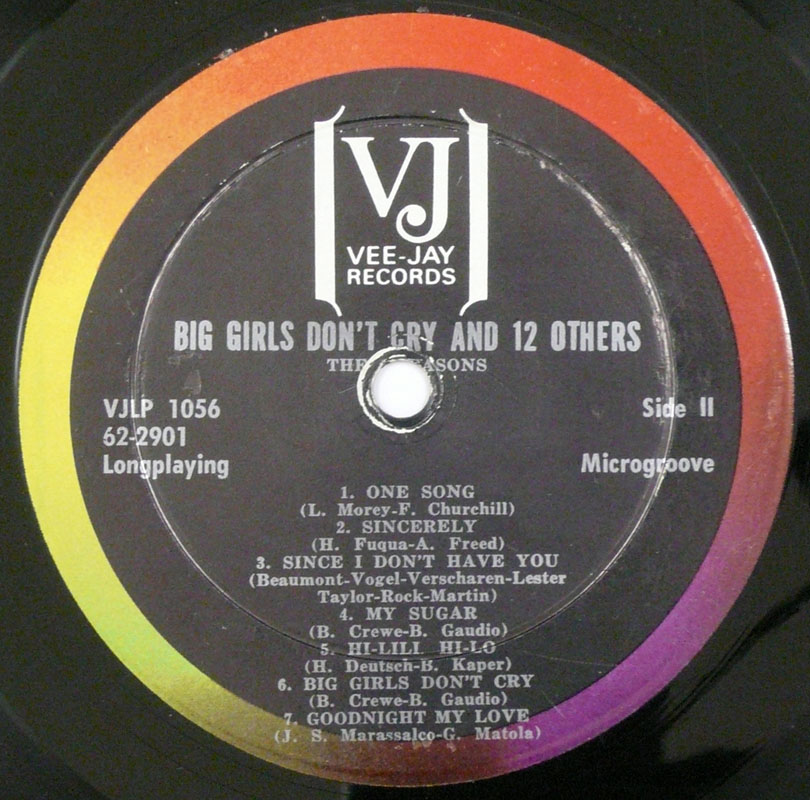 VJ
VEE-JAY
RECORDS
BIG GIRLS DON'T CRY AND 12 OTHERS
THE ASONS
VJLP 1056
Side II
62-2901
Longplaying
Microgroove
1. ONE SONG
(L. Morey-F. Churchill)
2. SINCERELY
(H. Fuqua-A. Freed)
3. SINCE I DON'T HAVE YOU
(Beaumont-Vogel-Verscharen-Lester
Taylor-Rock-Martin)
4. MY SUGAR
(B. Crewe-B. Gaudio)
5. HI-LILI HI-LO
(H. Deutsch-B. Kaper)
6. BIG GIRLS DON'T CRY
(B. Crewe-B. Gaudio)
7. GOODNIGHT MY LOVE
(J. S. Marassalco-G. Matola)